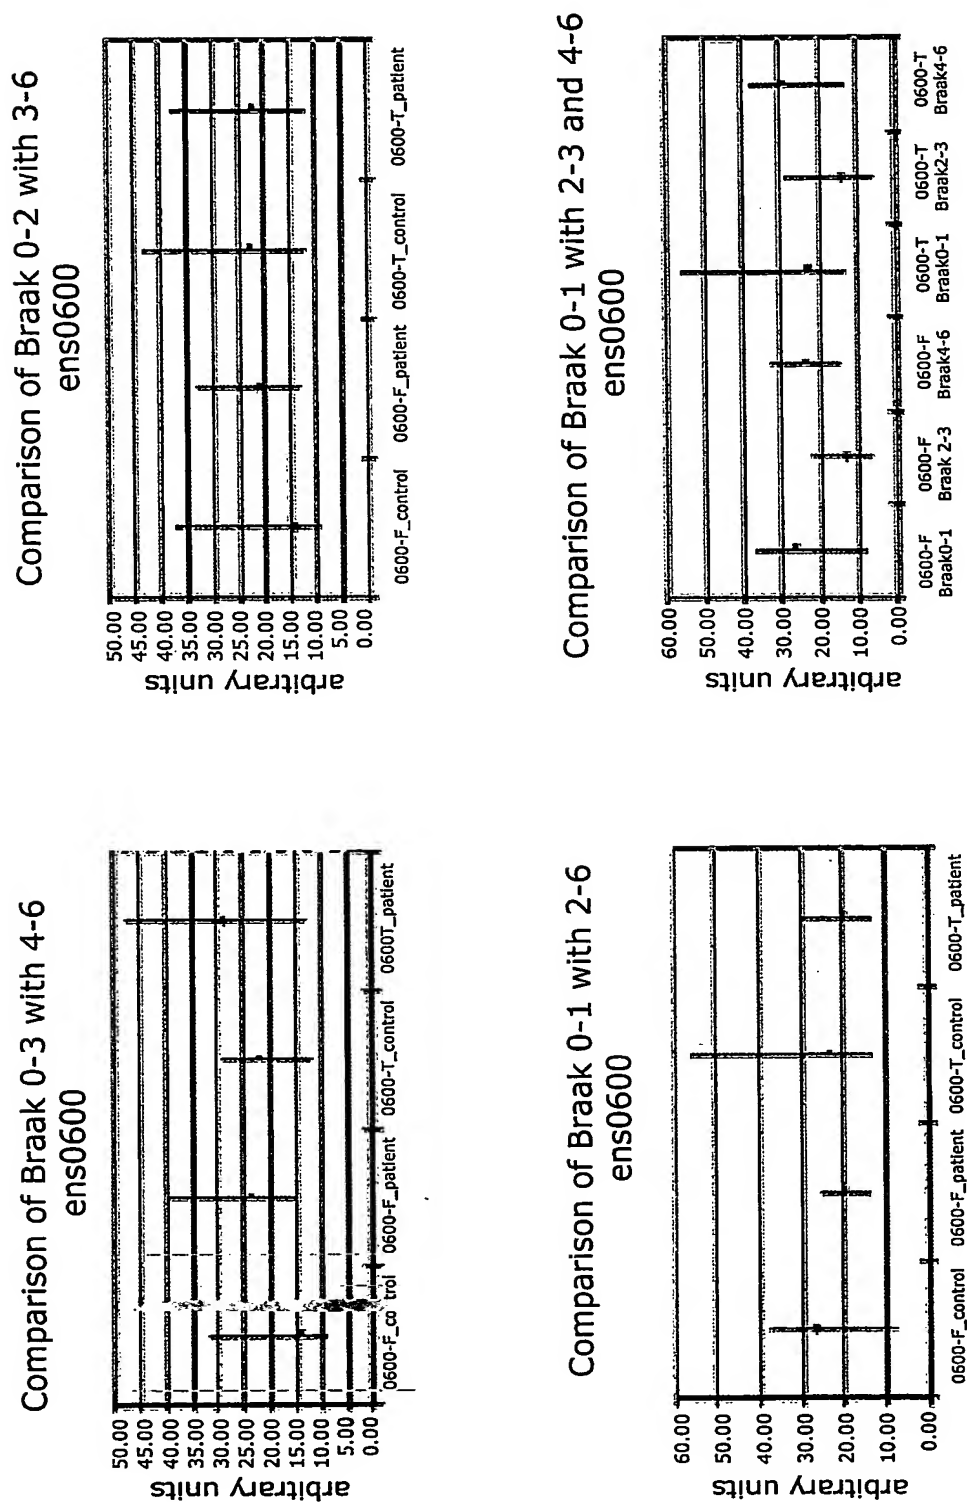 Comparison of Braak 0-3 with 4-6
ens0600
50.00
45.00
40.00
35.00
30.00
25.00
20.00
15.00
10.00
5.00
0.00
arbitrary units
0600-F_control 0600-F_patient 0600-T_control 0600T_patient
Comparison of Braak 0-2 with 3-6
ens0600
50.00
45.00
40.00
35.00
30.00
25.00
20.00
15.00
10.00
5.00
0.00
arbitrary units
0600-F_control 0600-F_patient 0600-T_control 0600-T_patient
Comparison of Braak 0-1 with 2-6
ens0600
60.00
50.00
40.00
30.00
20.00
10.00
0.00
arbitrary units
0600-F_control 0600-F_patient 0600-T_control 0600-T_patient
Comparison of Braak 0-1 with 2-3 and 4-6
ens0600
60.00
50.00
40.00
30.00
20.00
10.00
0.00
arbitrary units
0600-F 0600-F 0600-F 0600-T 0600-T 0600-T
Braak0-1 Braak 2-3 Braak4-6 Braak0-1 Braak2-3 Braak4-6